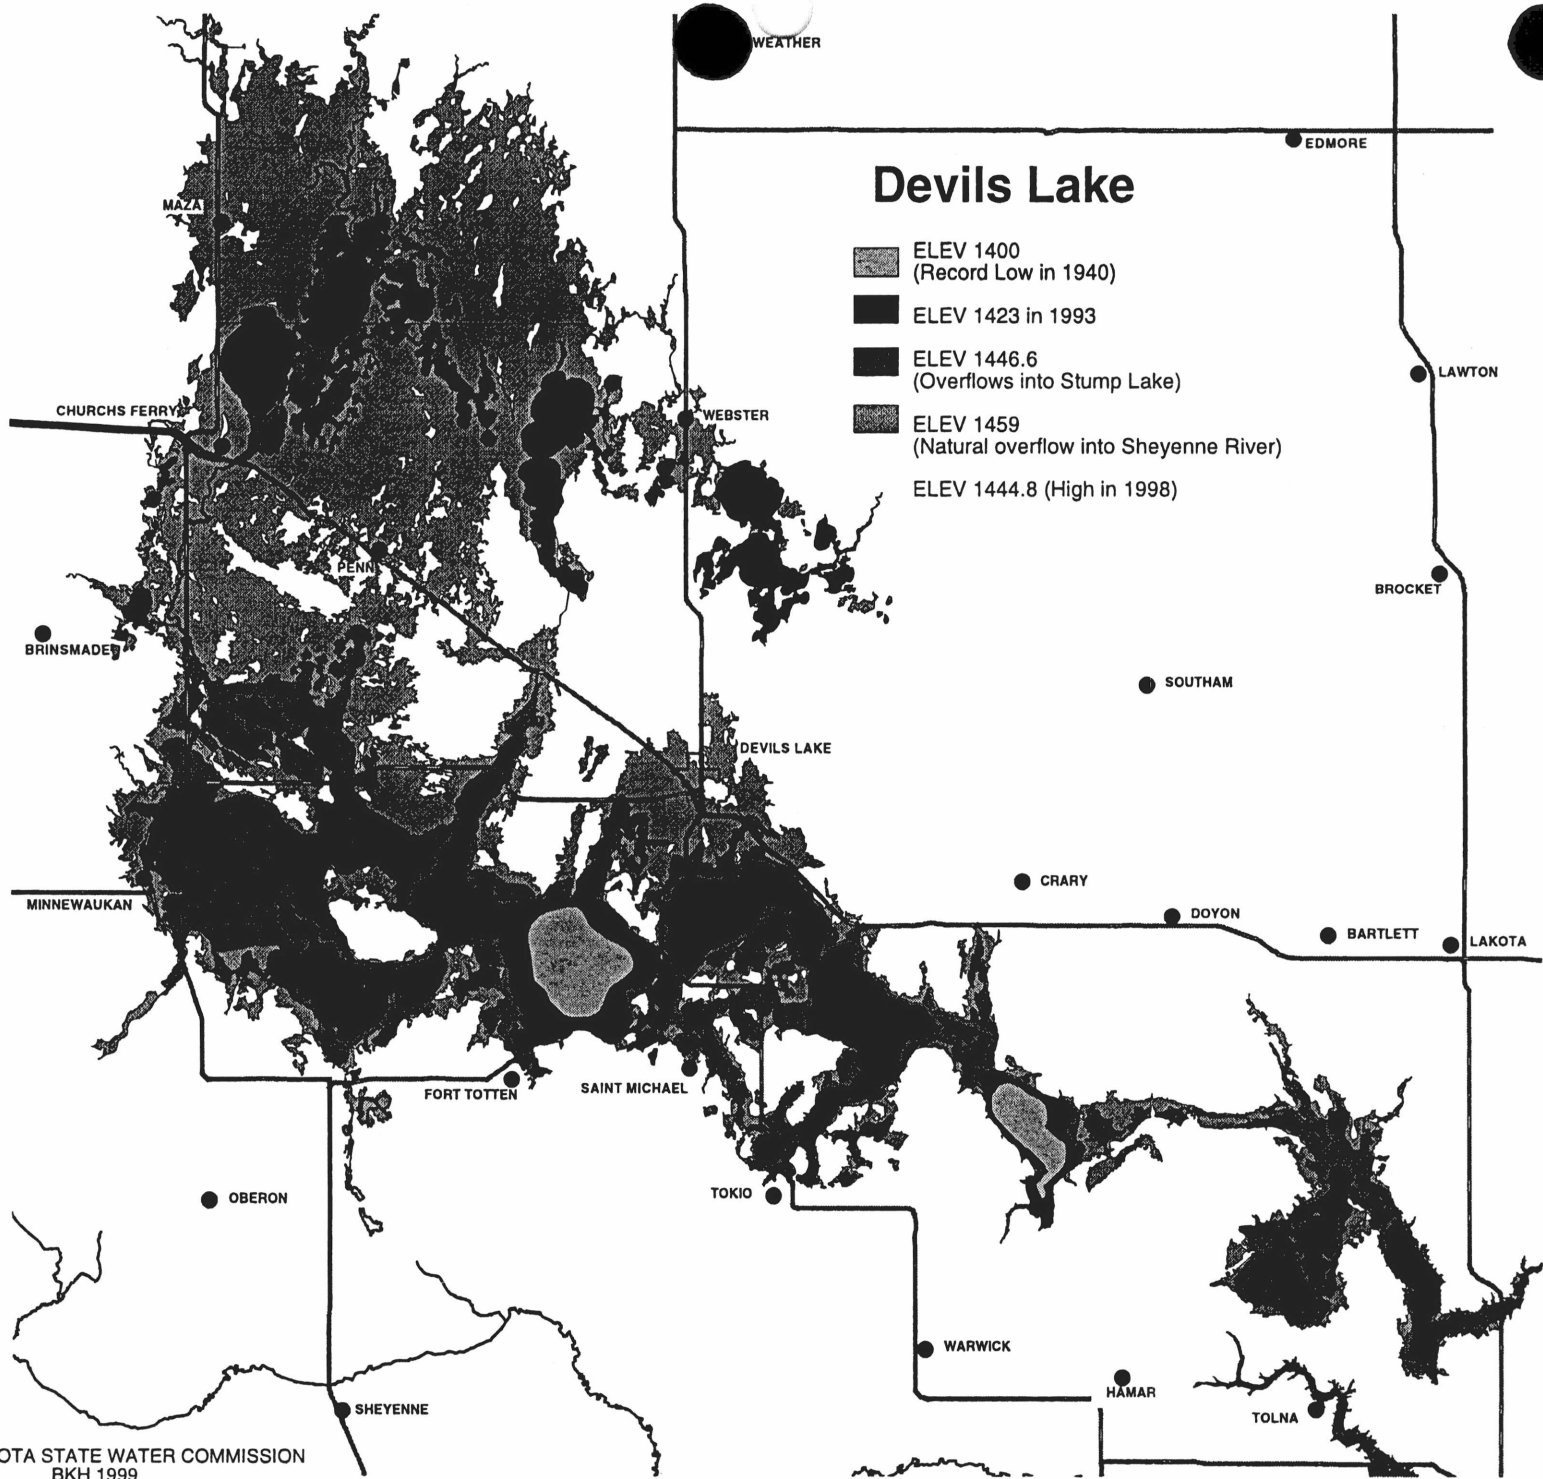 WEATHER
EDMORE
Devils Lake
MAZA
ELEV 1400
(Record Low in 1940)
ELEV 1423 in 1993
ELEV 1446.6
(Overflows into Stump Lake)
LAWTON
CHURCHS FERRY
WEBSTER
ELEV 1459
(Natural overflow into Sheyenne River)
ELEV 1444.8 (High in 1998)
PENN
BROCKET
BRINSMADE
SOUTHAM
DEVILS LAKE
CRARY
MINNEWAUKAN
DOYON
BARTLETT
LAKOTA
FORT TOTTEN
SAINT MICHAEL
OBERON
TOKIO
WARWICK
HAMAR
SHEYENNE
TOLNA
OTA STATE WATER COMMISSION
BKH 1999